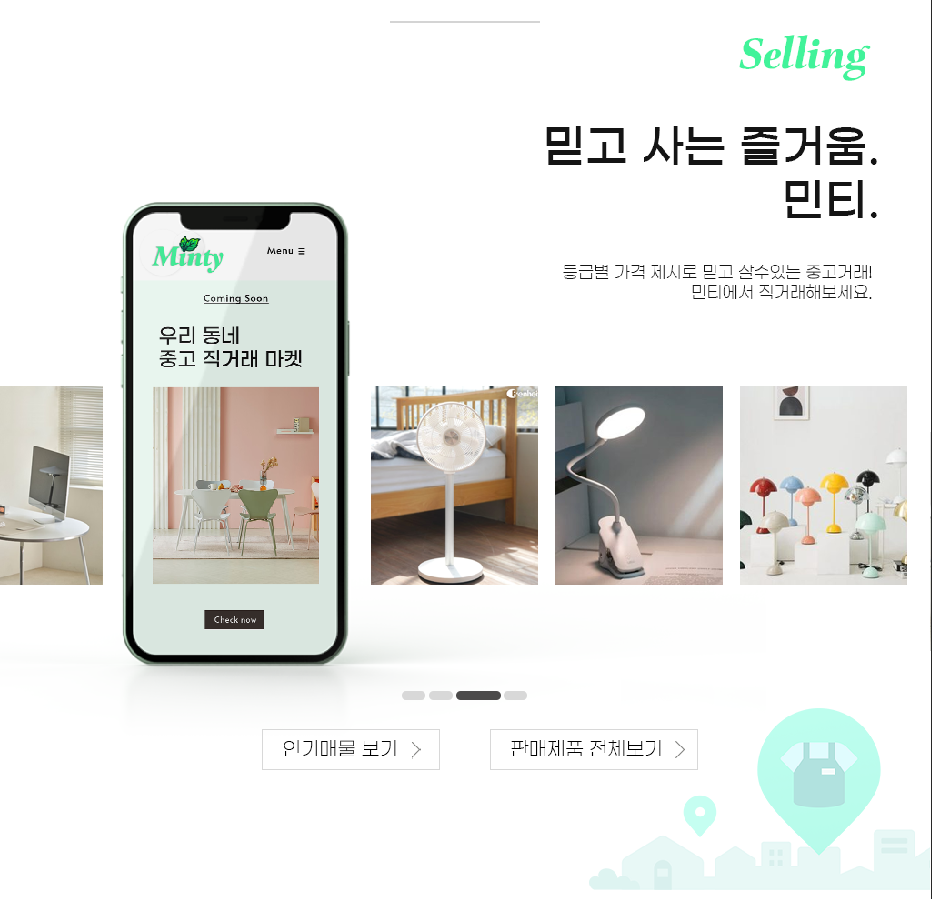 Selling
믿고 사는 즐거움.
민티.
등급별 가격 제시로 믿고 살수있는 중고거래!
민티에서 직거래해보세요.
Minty
Menu
Coming Soon
우리 동네
중고 직거래 마켓
Check now
인기매물 보기
판매제품 전체보기